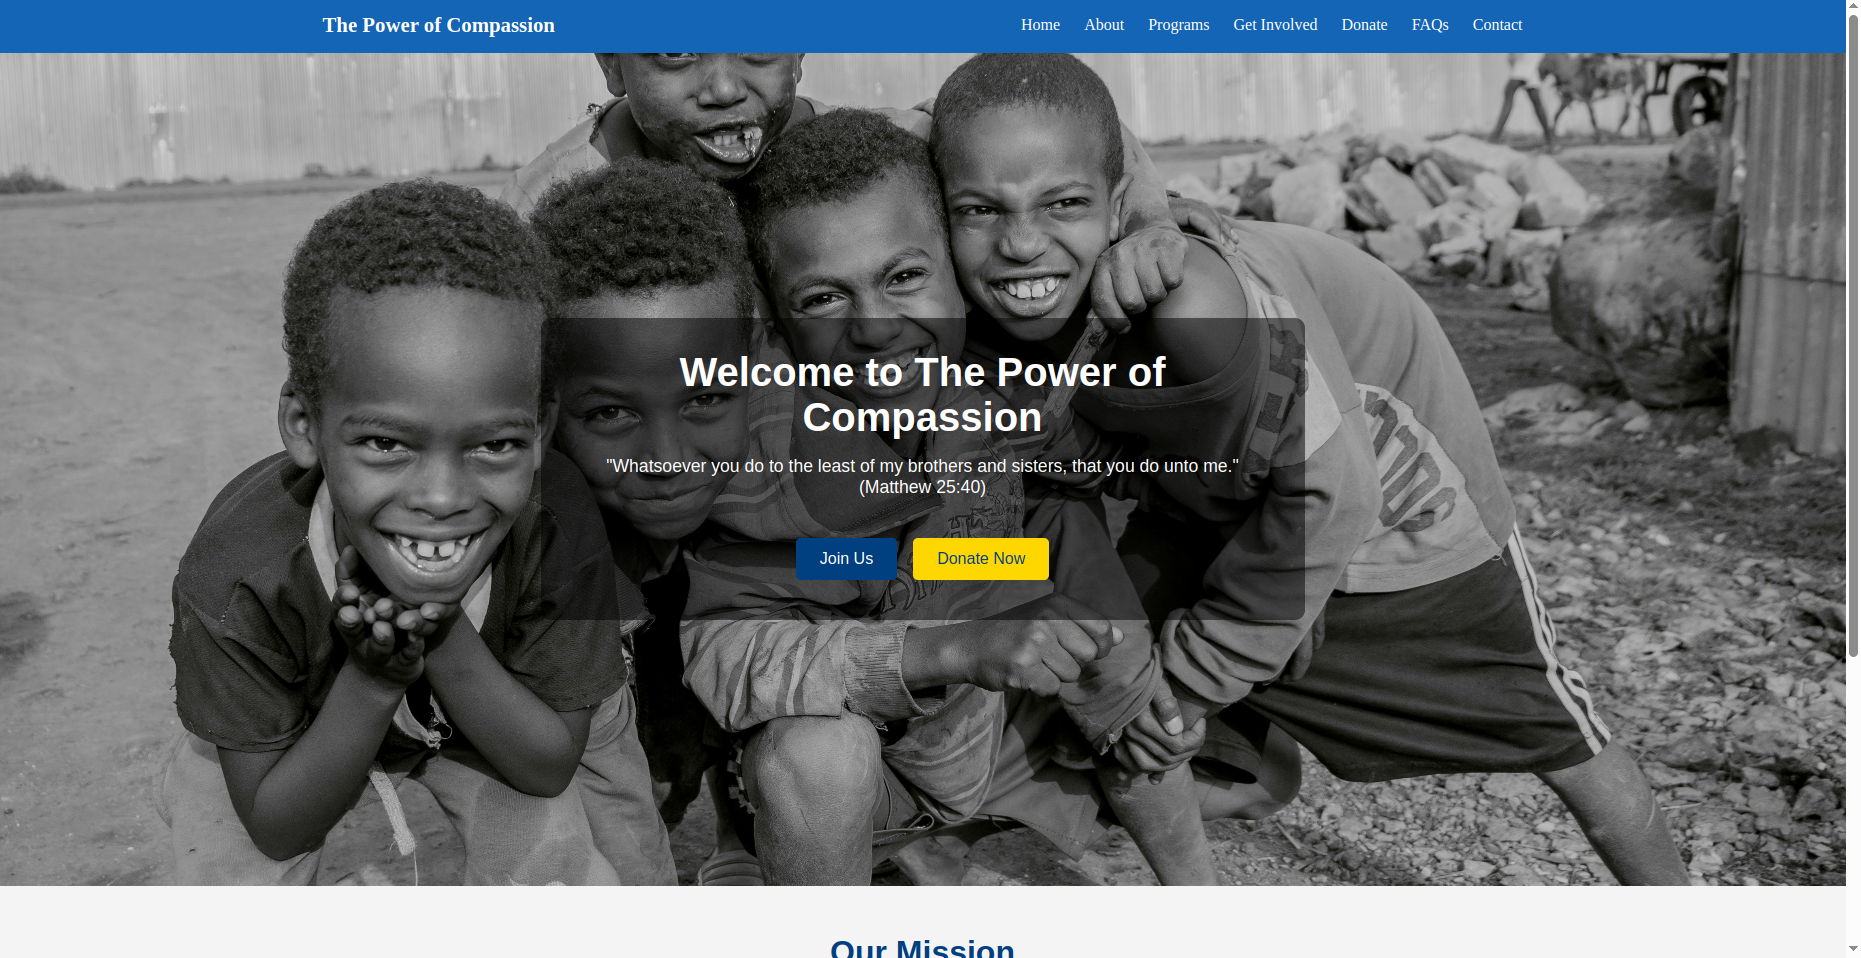 The Power of Compassion
Home About Programs Get Involved Donate FAQs Contact
Welcome to The Power of
Compassion
"Whatsoever you do to the least of my brothers and sisters, that you do unto me."
(Matthew 25:40)
Join Us Donate Now
Our Mission